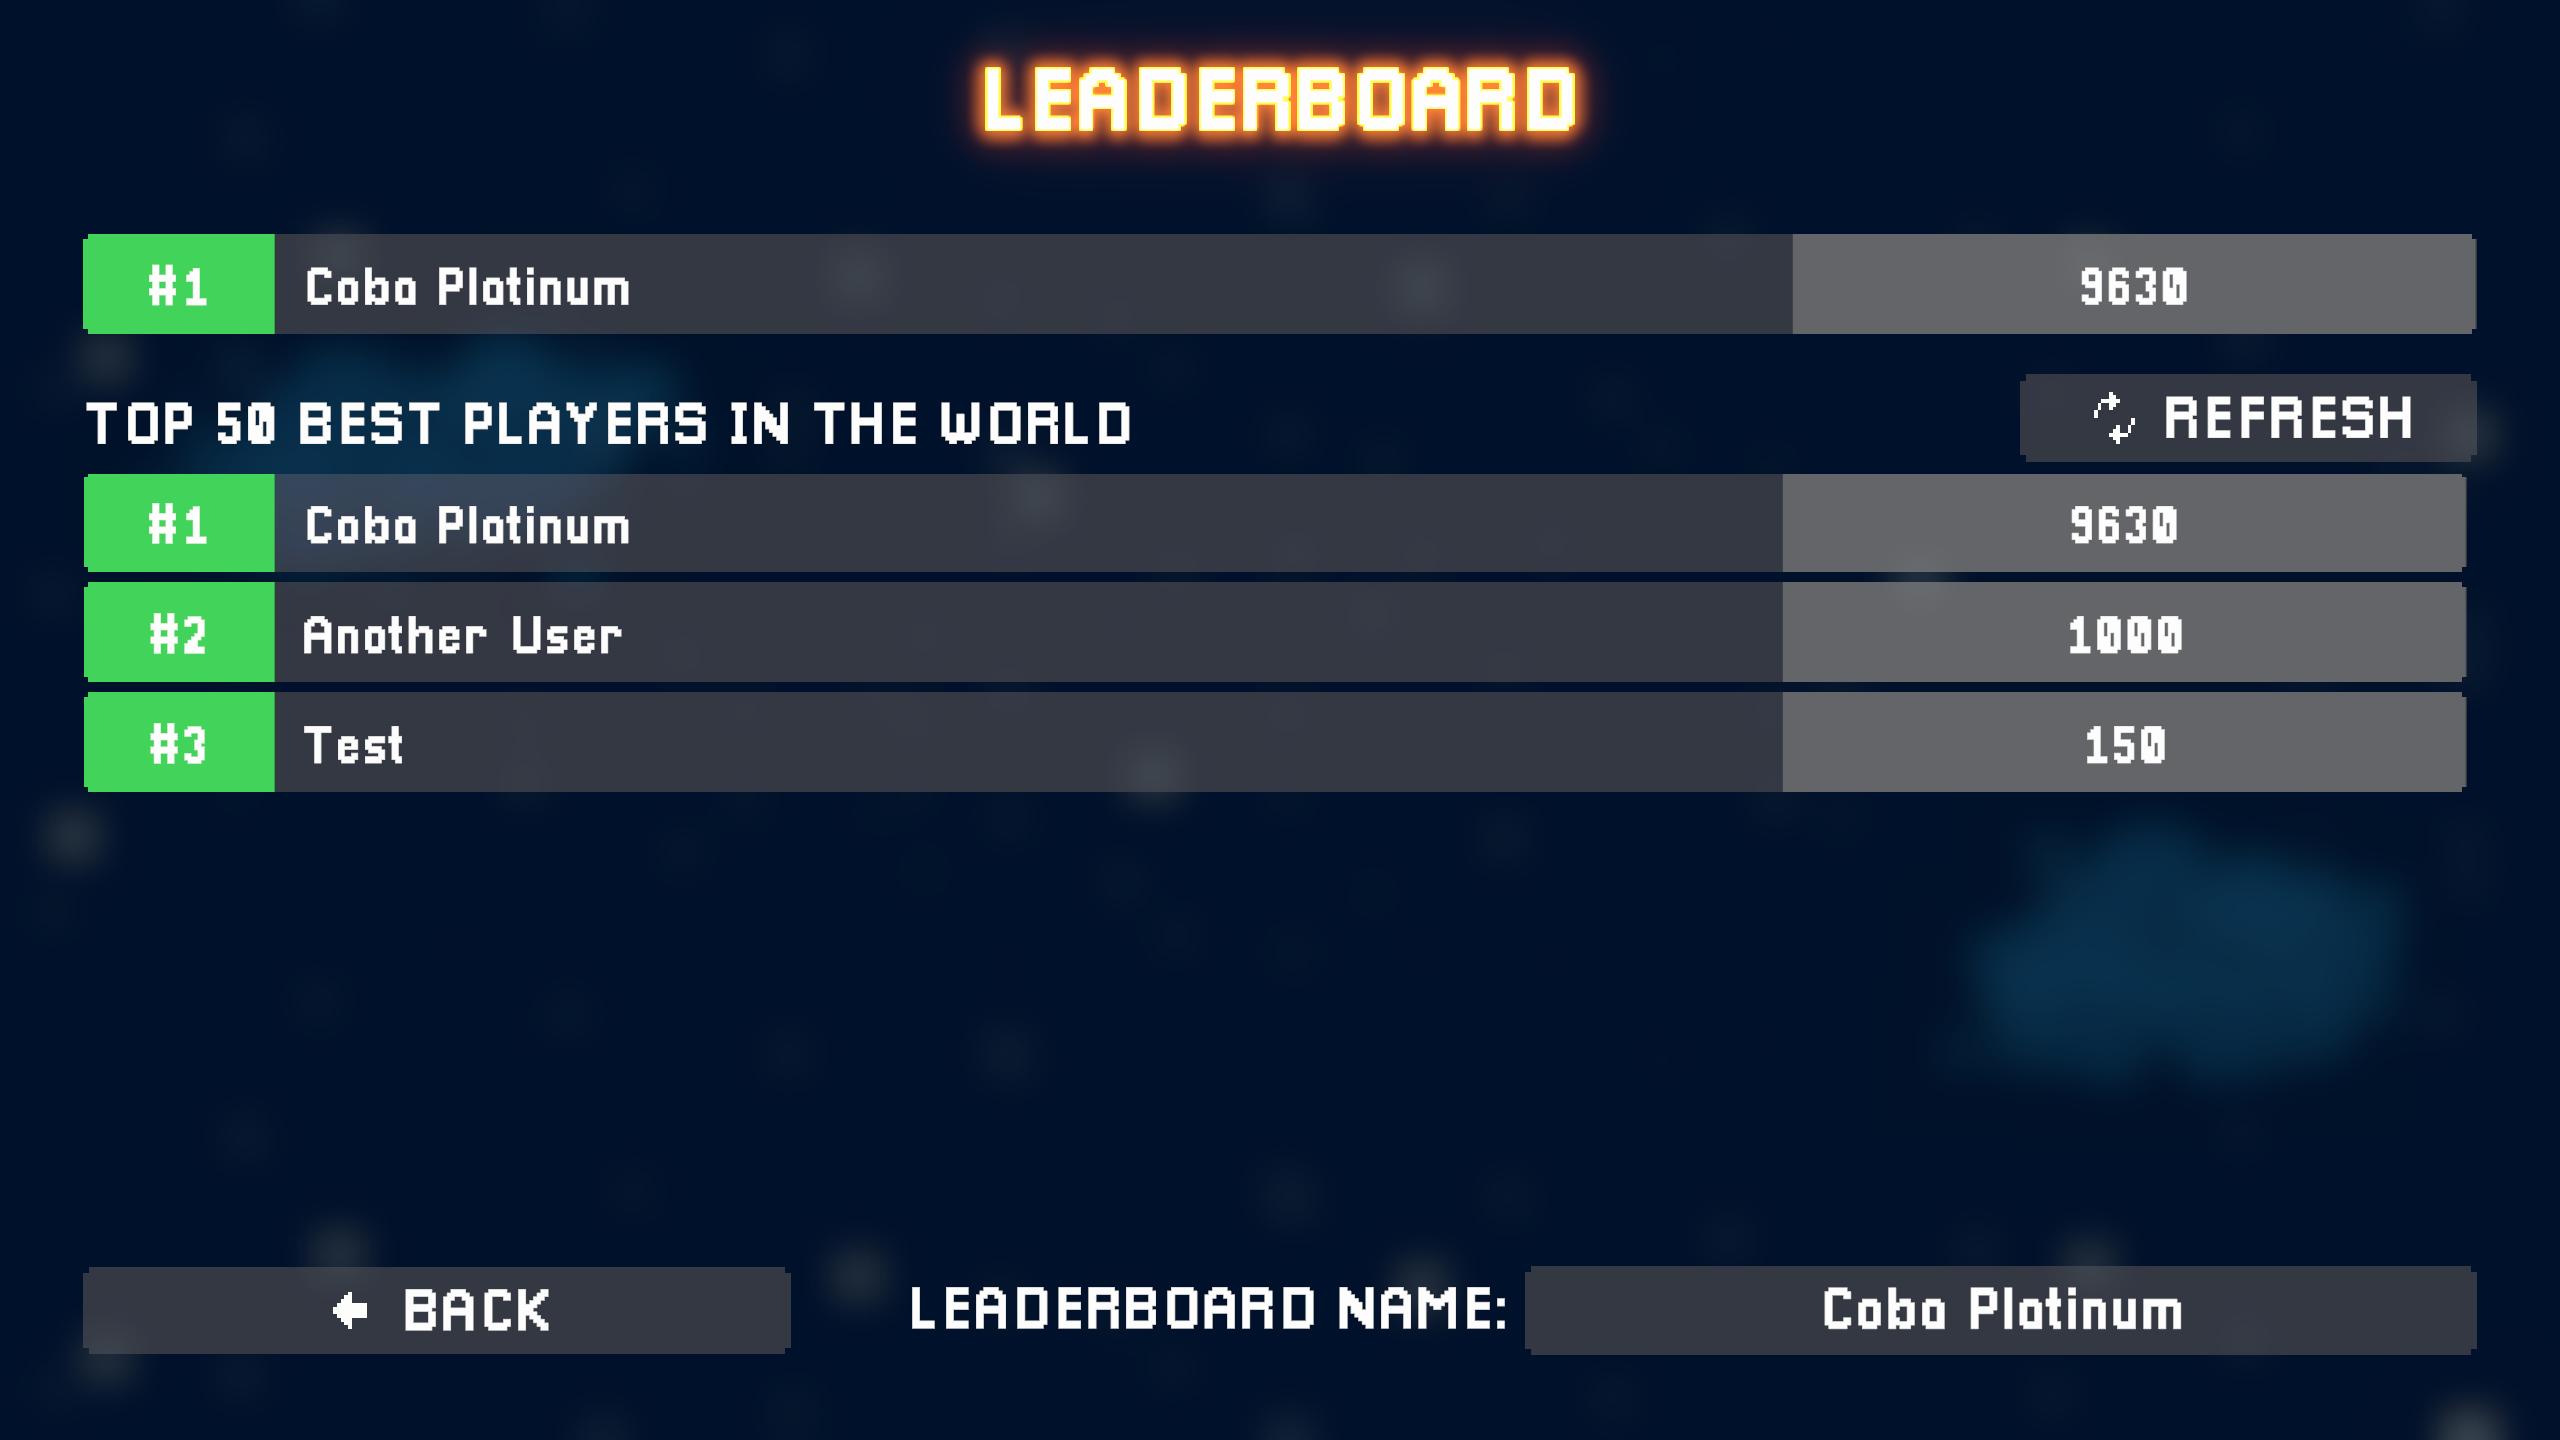 LEADERBOARD
#1 Coba Platinum 9630
TOP 50 BEST PLAYERS IN THE WORLD REFRESH
#1 Coba Platinum 9630
#2 Another User 1000
#3 Test 150
BACK LEADERBOARD NAME: Coba Platinum